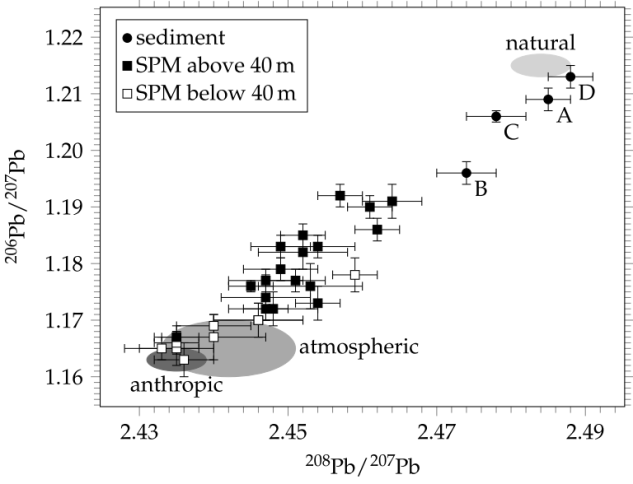 1.22
1.21
1.20
1.19
1.18
1.17
1.16
²⁰⁶Pb/²⁰⁷Pb
sediment
SPM above 40 m
SPM below 40 m
natural
D
A
C
B
atmospheric
anthropic
2.43 2.45 2.47 2.49
²⁰⁸Pb/²⁰⁷Pb